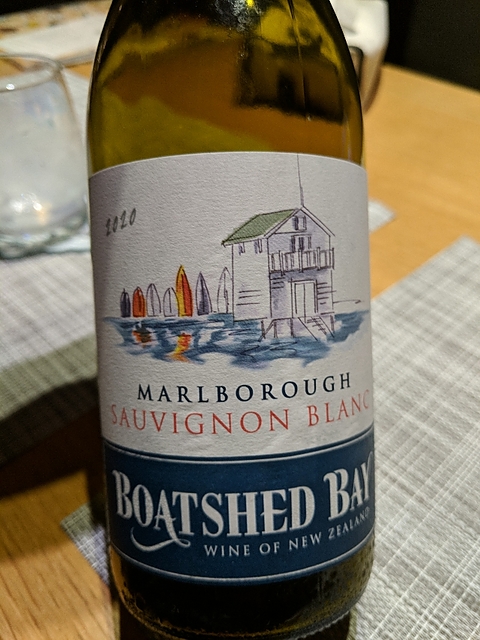 2020
MARLBOROUGH
SAUVIGNON BLANC
BOATSHED BAY
WINE OF NEW ZEALAND